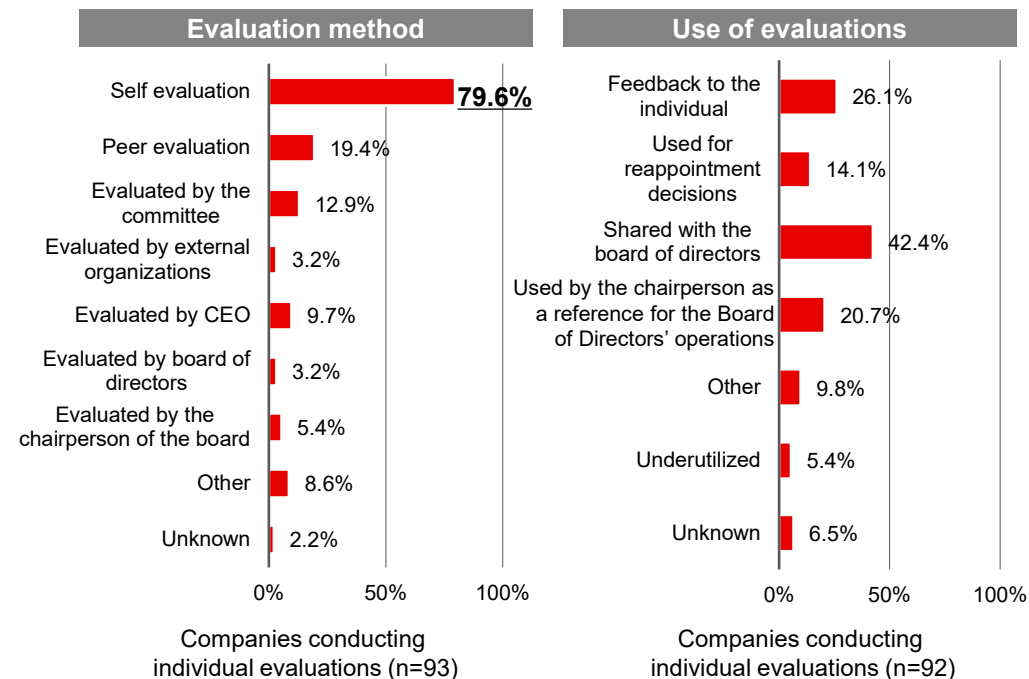 Evaluation method
Self evaluation
79.6%
Peer evaluation
19.4%
Evaluated by the
committee
12.9%
Evaluated by external
organizations
3.2%
Evaluated by CEO
9.7%
Evaluated by board of
directors
3.2%
Evaluated by the
chairperson of the board
5.4%
Other
8.6%
Unknown
2.2%
0%
50%
100%
Companies conducting
individual evaluations (n=93)
Use of evaluations
Feedback to the
individual
26.1%
Used for
reappointment
decisions
14.1%
Shared with the
board of directors
42.4%
Used by the chairperson as
a reference for the Board
of Directors’ operations
20.7%
Other
9.8%
Underutilized
5.4%
Unknown
6.5%
0%
50%
100%
Companies conducting
individual evaluations (n=92)